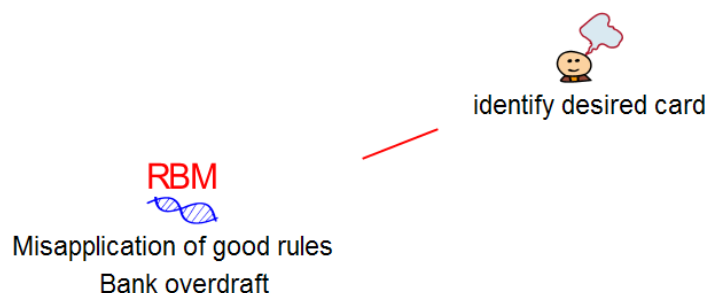 identify desired card
RBM
Misapplication of good rules
Bank overdraft